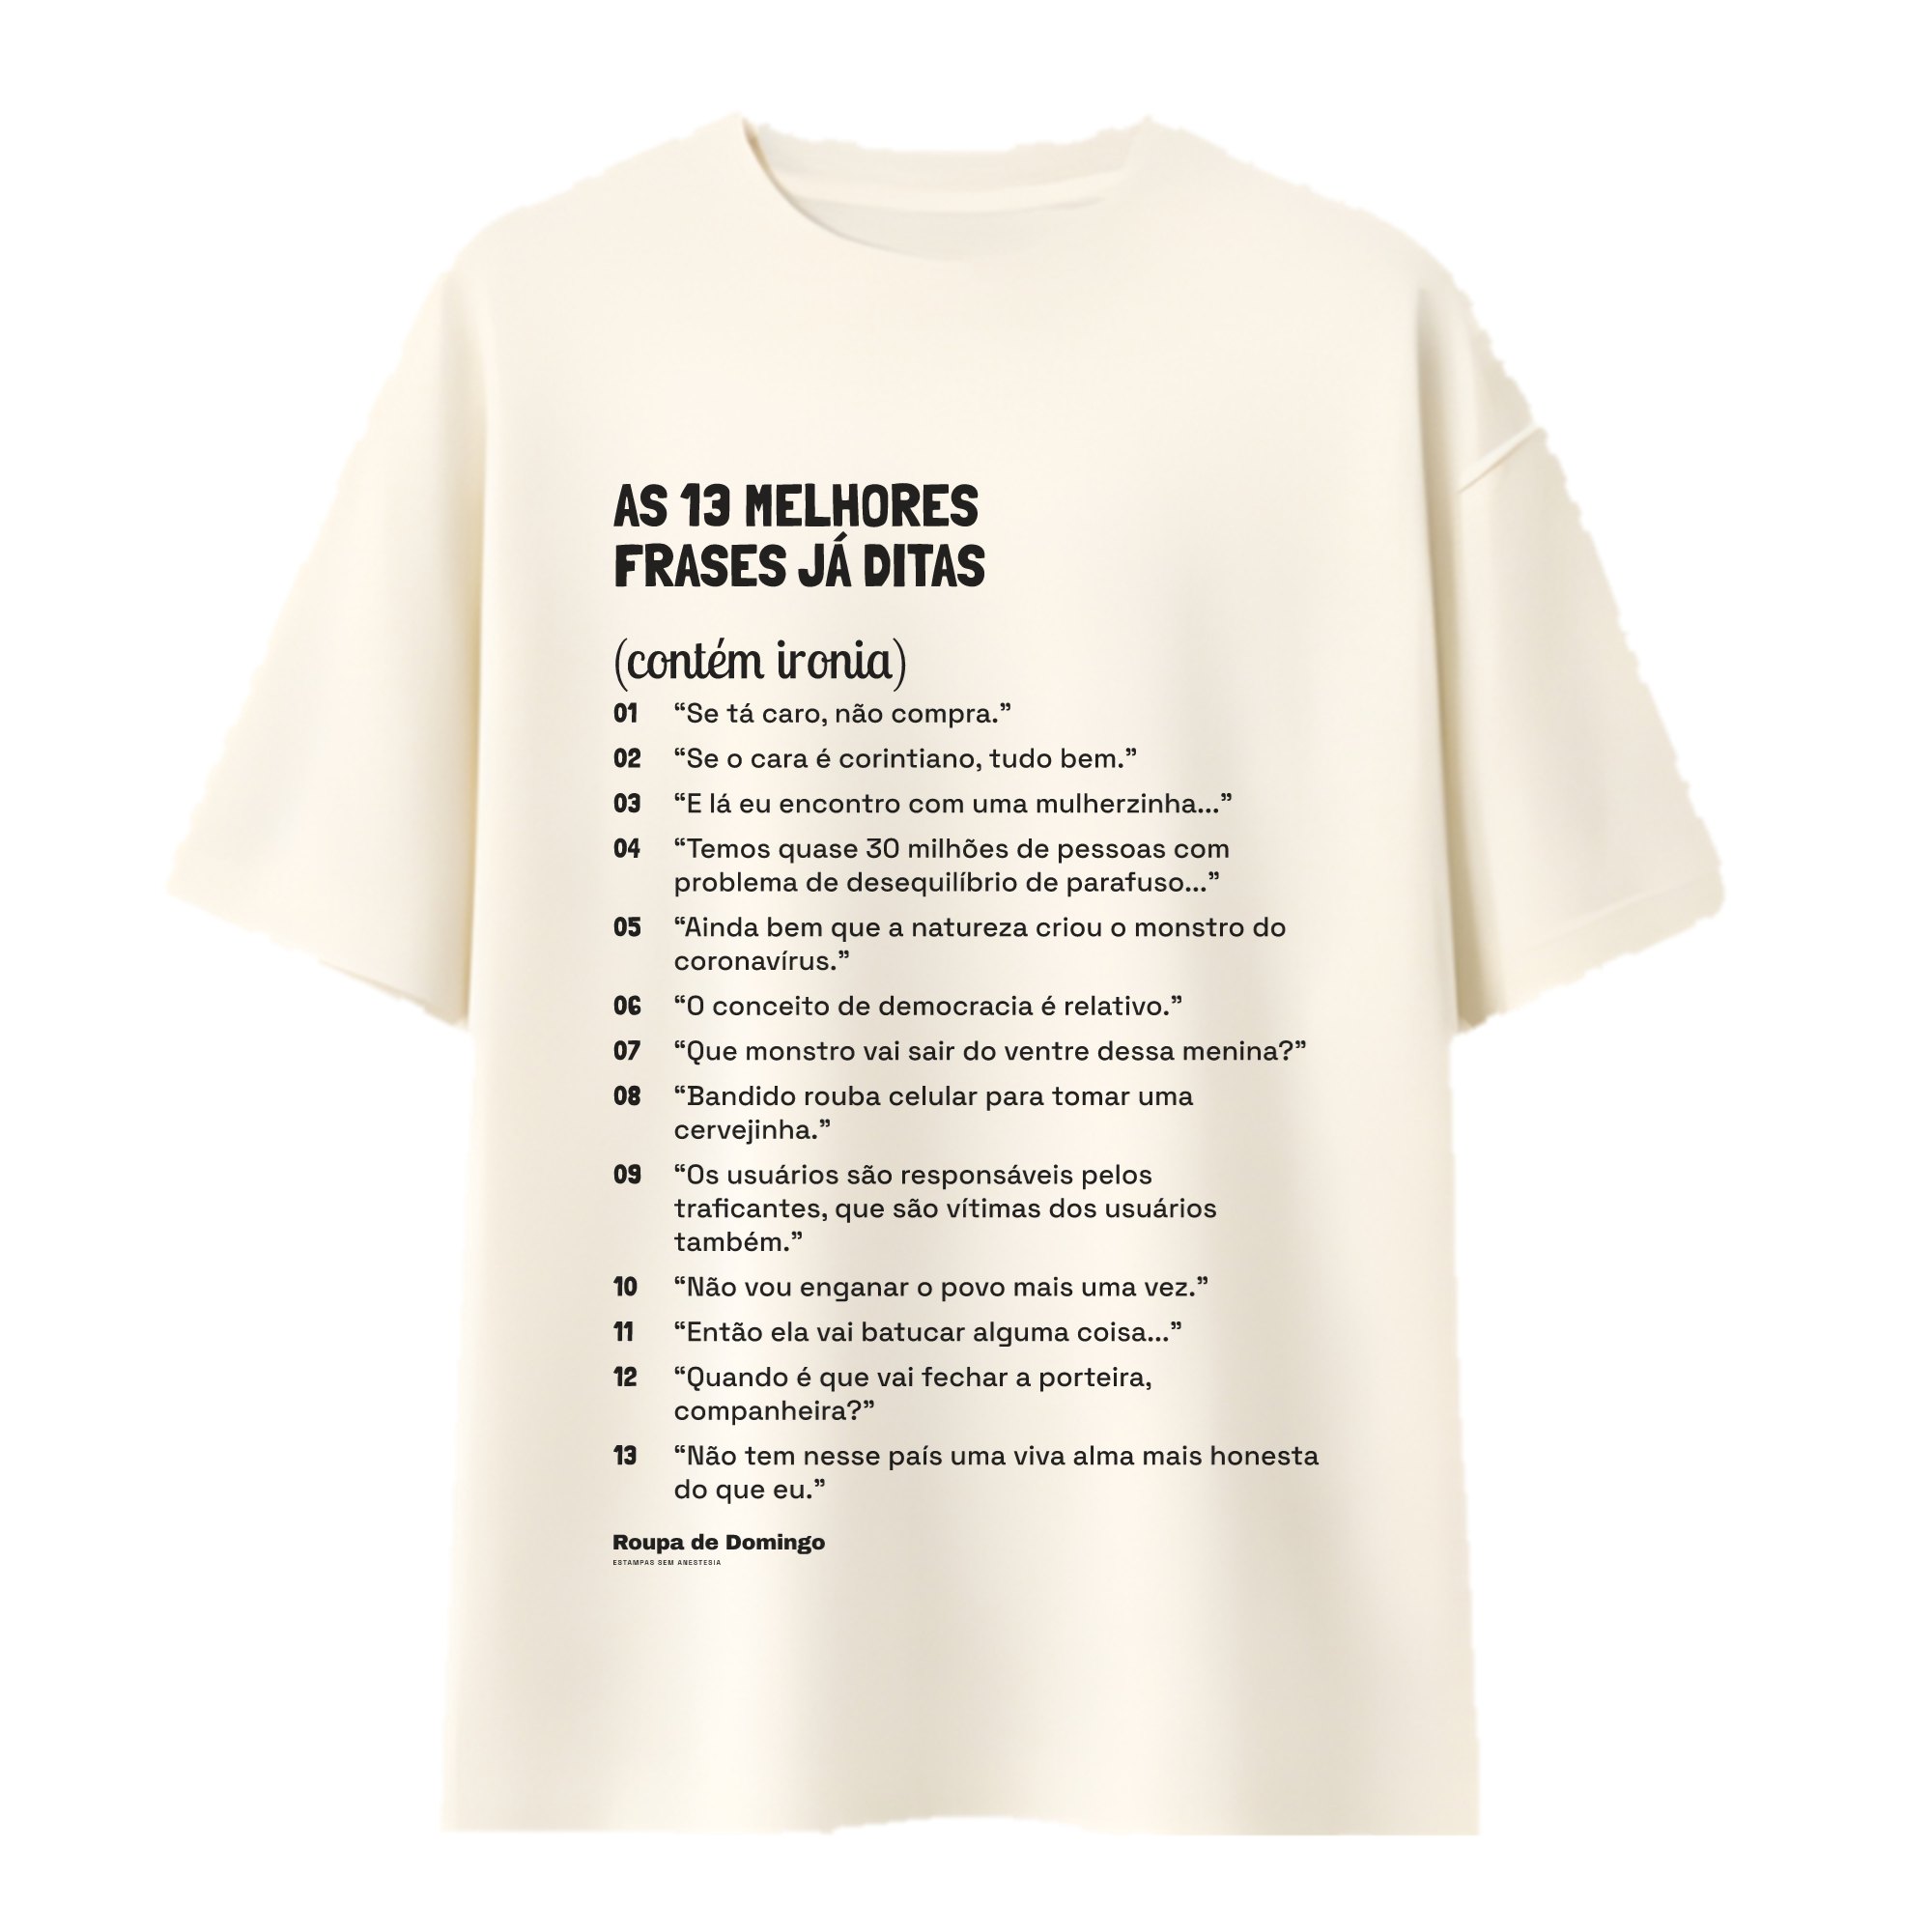 AS 13 MELHORES
FRASES JÁ DITAS
(contém ironia)
01 “Se tá caro, não compra.”
02 “Se o cara é corintiano, tudo bem.”
03 “E lá eu encontro com uma mulherzinha...”
04 “Temos quase 30 milhões de pessoas com
problema de desequilíbrio de parafuso...”
05 “Ainda bem que a natureza criou o monstro do
coronavírus.”
06 “O conceito de democracia é relativo.”
07 “Que monstro vai sair do ventre dessa menina?”
08 “Bandido rouba celular para tomar uma
cervejinha.”
09 “Os usuários são responsáveis pelos
traficantes, que são vítimas dos usuários
também.”
10 “Não vou enganar o povo mais uma vez.”
11 “Então ela vai batucar alguma coisa...”
12 “Quando é que vai fechar a porteira,
companheira?”
13 “Não tem nesse país uma viva alma mais honesta
do que eu.”
Roupa de Domingo
ESTAMPAS SEM ANESTESIA